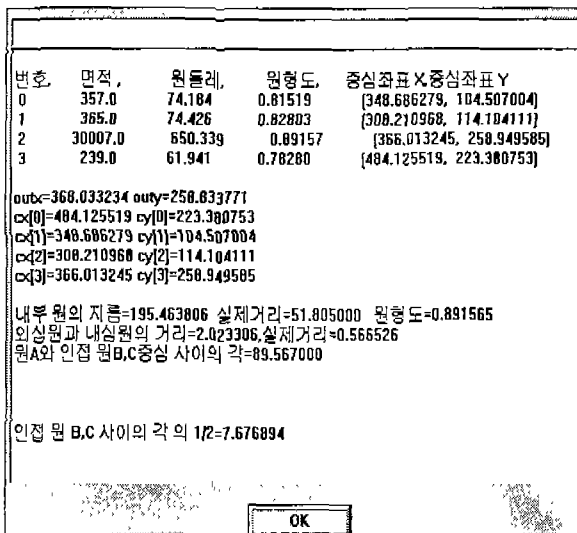 번호, 면적, 원둘레, 원형도, 중심좌표X,중심좌표Y
0 357.0 74.184 0.81519 (348.686279, 104.507004)
1 365.0 74.426 0.82803 (308.210968, 114.104111)
2 30007.0 650.339 0.89157 (366.013245, 258.949585)
3 239.0 61.941 0.78280 (484.125519, 223.380753)
outx=368.033234 outy=258.833771
cx[0]=484.125519 cy[0]=223.380753
cx[1]=348.686279 cy[1]=104.507004
cx[2]=308.210968 cy[2]=114.104111
cx[3]=366.013245 cy[3]=258.949585
내부 원의 지름=195.463806 실제거리=51.805000 원형도=0.891565
외심원과 내심원의 거리=2.023306,실제거리=0.566526
원A와 인접 원B,C중심 사이의 각=89.567000
인접 원 B,C 사이의 각 의 1/2=7.676894
OK